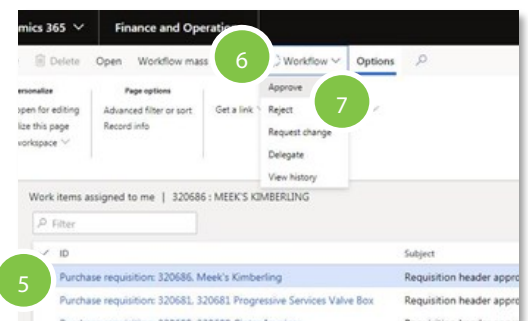 mics 365 Finance and Operation
Delete Open Workflow mass 6 Workflow Options
ersonalize Page options Approve 7
open for editing Advanced filter or sort Get a link Reject
lize this page Record info Request change
workspace Delegate
View history
Work items assigned to me | 320686 : MEEK'S KIMBERLING
Filter
ID Subject
5 Purchase requisition: 320686, Meek's Kimberling Requisition header appro
Purchase requisition: 320681, 320681 Progressive Services Valve Box Requisition header appro